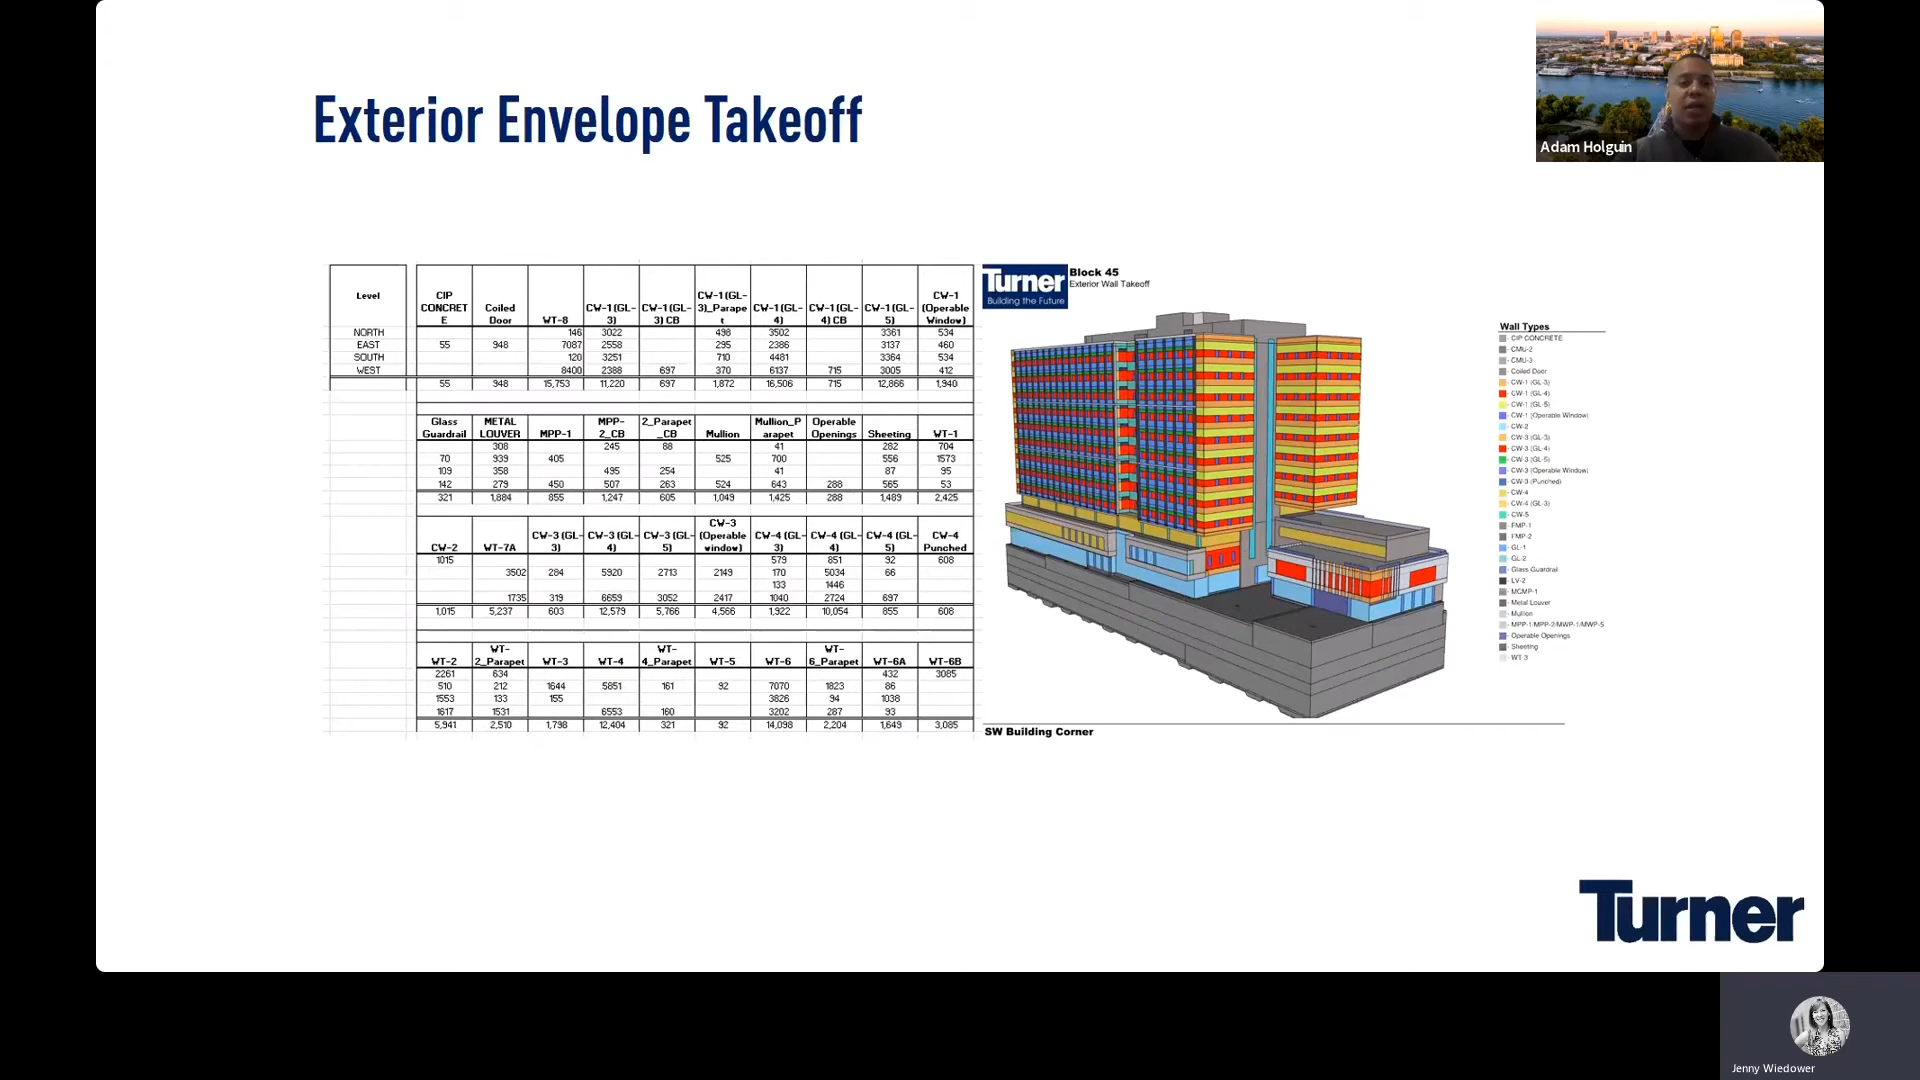 Exterior Envelope Takeoff
Adam Holguin
Level CIP CONCRET E Coiled Door WT-8 CW-1 (GL-3) CW-1 (GL-3) CB CW-1 (GL-3)_Parapet CW-1 (GL-4) CW-1 (GL-4) CB CW-1 (GL-5) CW-1 (Operable Window)
NORTH 146 3022 498 3502 3361 534
EAST 55 948 7087 2558 295 2386 3137 460
SOUTH 120 3251 710 4481 3364 534
WEST 8400 2388 697 370 6137 715 3005 412
55 948 15,753 11,220 697 1,872 16,506 715 12,866 1,940
Glass Guardrail METAL LOUVER MPP-1 MPP-2_CB 2_Parapet_CB Mullion Mullion_Parapet Operable Openings Sheeting WT-1
308 245 88 41 282 704
70 939 405 525 700 556 1573
109 358 495 254 41 87 95
142 279 450 507 263 524 643 288 565 53
321 1,884 855 1,247 605 1,049 1,425 288 1,489 2,425
CW-2 WT-7A CW-3 (GL-3) CW-3 (GL-4) CW-3 (GL-5) CW-3 (Operable window) CW-4 (GL-3) CW-4 (GL-4) CW-4 (GL-5) CW-4 Punched
1015 579 851 92 608
3502 284 5920 2713 2149 170 5034 66
133 1446
1735 319 6659 3052 2417 1040 2724 697
1,015 5,237 603 12,579 5,766 4,566 1,922 10,054 855 608
WT-2 WT-2_Parapet WT-3 WT-4 WT-4_Parapet WT-5 WT-6 WT-6_Parapet WT-6A WT-6B
2261 634 432 3085
510 212 1644 5851 161 92 7070 1823 86
1553 133 155 3826 94 1038
1617 1531 6553 160 3202 287 93
5,941 2,510 1,798 12,404 321 92 14,098 2,204 1,649 3,085
Turner
Building the Future
Block 45
Exterior Wall Takeoff
Wall Types
CIP CONCRETE
CMU-2
CMU-3
Coiled Door
CW-1 (GL-3)
CW-1 (GL-4)
CW-1 (GL-5)
CW-1 (Operable Window)
CW-2
CW-3 (GL-3)
CW-3 (GL-4)
CW-3 (GL-5)
CW-3 (Operable Window)
CW-3 (Punched)
CW-4
CW-4 (GL-3)
CW-5
FMP-1
FMP-2
GL-1
GL-2
Glass Guardrail
LV-2
MCMP-1
Metal Louver
Mullion
MPP-1/MPP-2/MWP-1/MWP-5
Operable Openings
Sheeting
WT-3
SW Building Corner
Turner
Jenny Wiedower